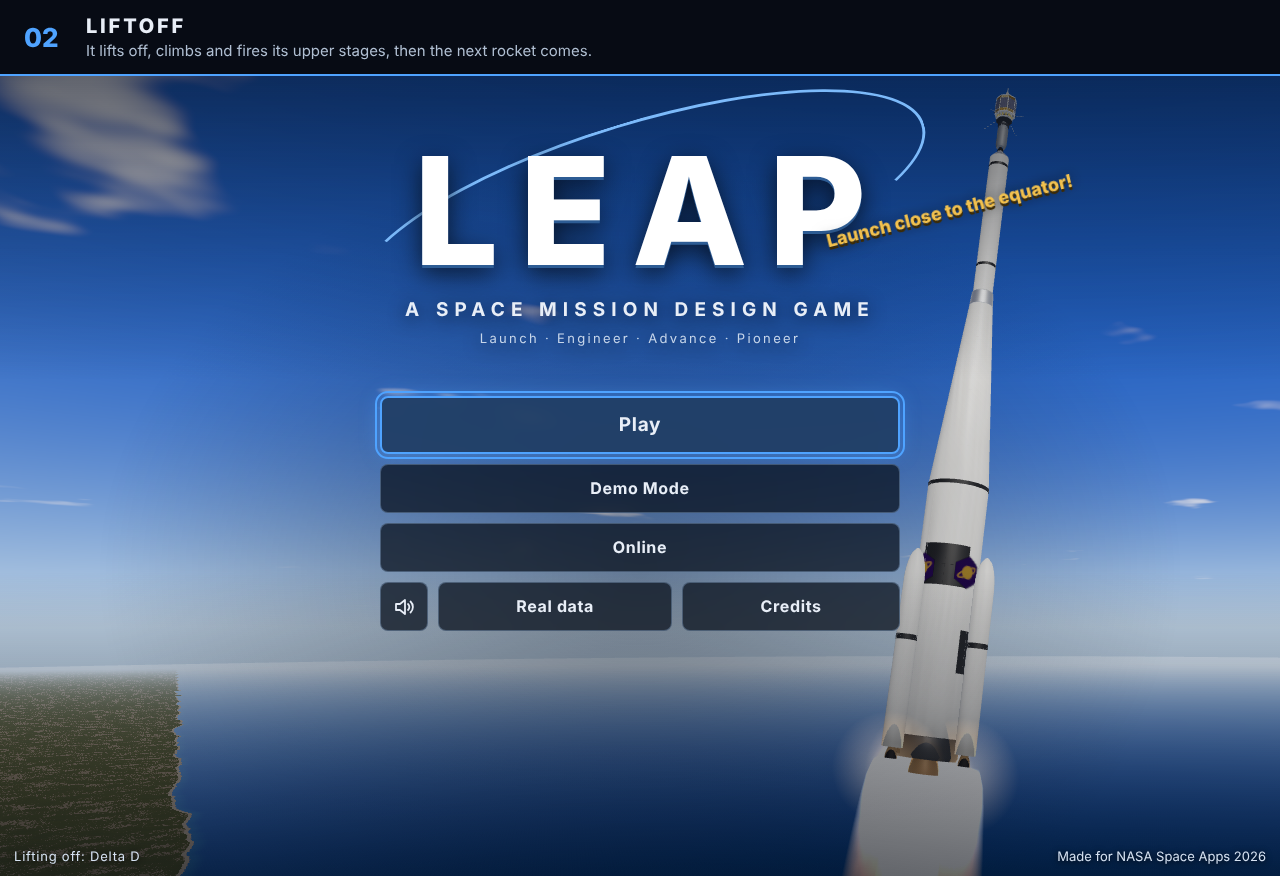 02
LIFTOFF
It lifts off, climbs and fires its upper stages, then the next rocket comes.
LEAP
Launch close to the equator!
A SPACE MISSION DESIGN GAME
Launch · Engineer · Advance · Pioneer
Play
Demo Mode
Online
Real data
Credits
Lifting off: Delta D
Made for NASA Space Apps 2026